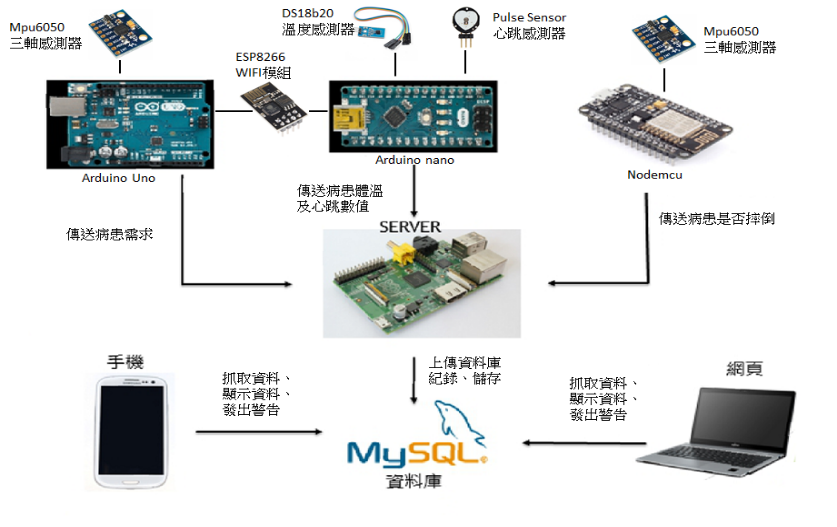 Mpu6050
三軸感測器
ESP8266
WIFI模組
DS18b20
溫度感測器
Pulse Sensor
心跳感測器
Mpu6050
三軸感測器
Arduino Uno
Arduino nano
Nodemcu
傳送病患需求
傳送病患體溫
及心跳數值
傳送病患是否摔倒
SERVER
手機
抓取資料、
顯示資料、
發出警告
上傳資料庫
紀錄、儲存
抓取資料、
顯示資料、
發出警告
網頁
MySQL
資料庫